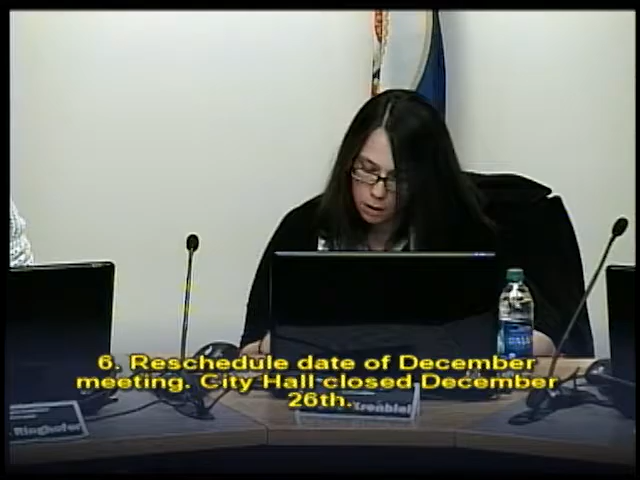 6. Reschedule date of December
meeting. City Hall closed December
26th.
Ringhofer